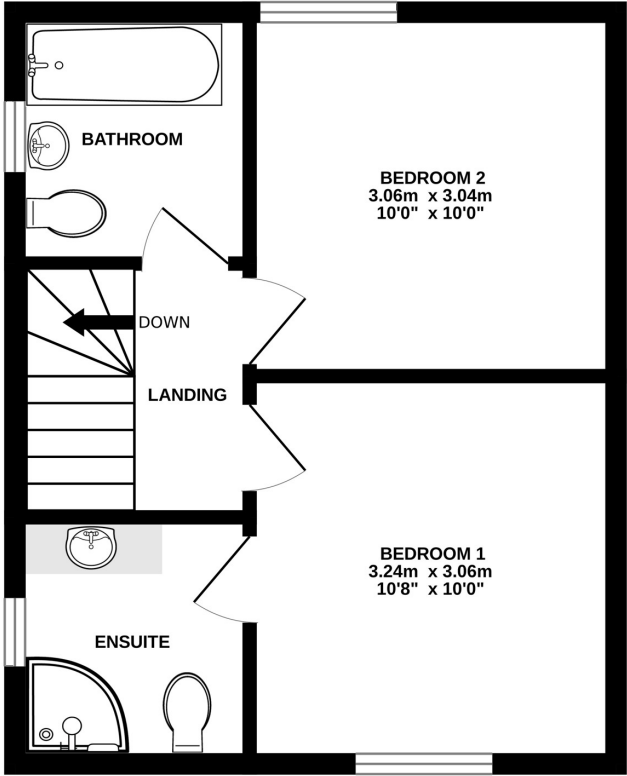 BATHROOM
BEDROOM 2
3.06m x 3.04m
10'0" x 10'0"
DOWN
LANDING
BEDROOM 1
3.24m x 3.06m
10'8" x 10'0"
ENSUITE